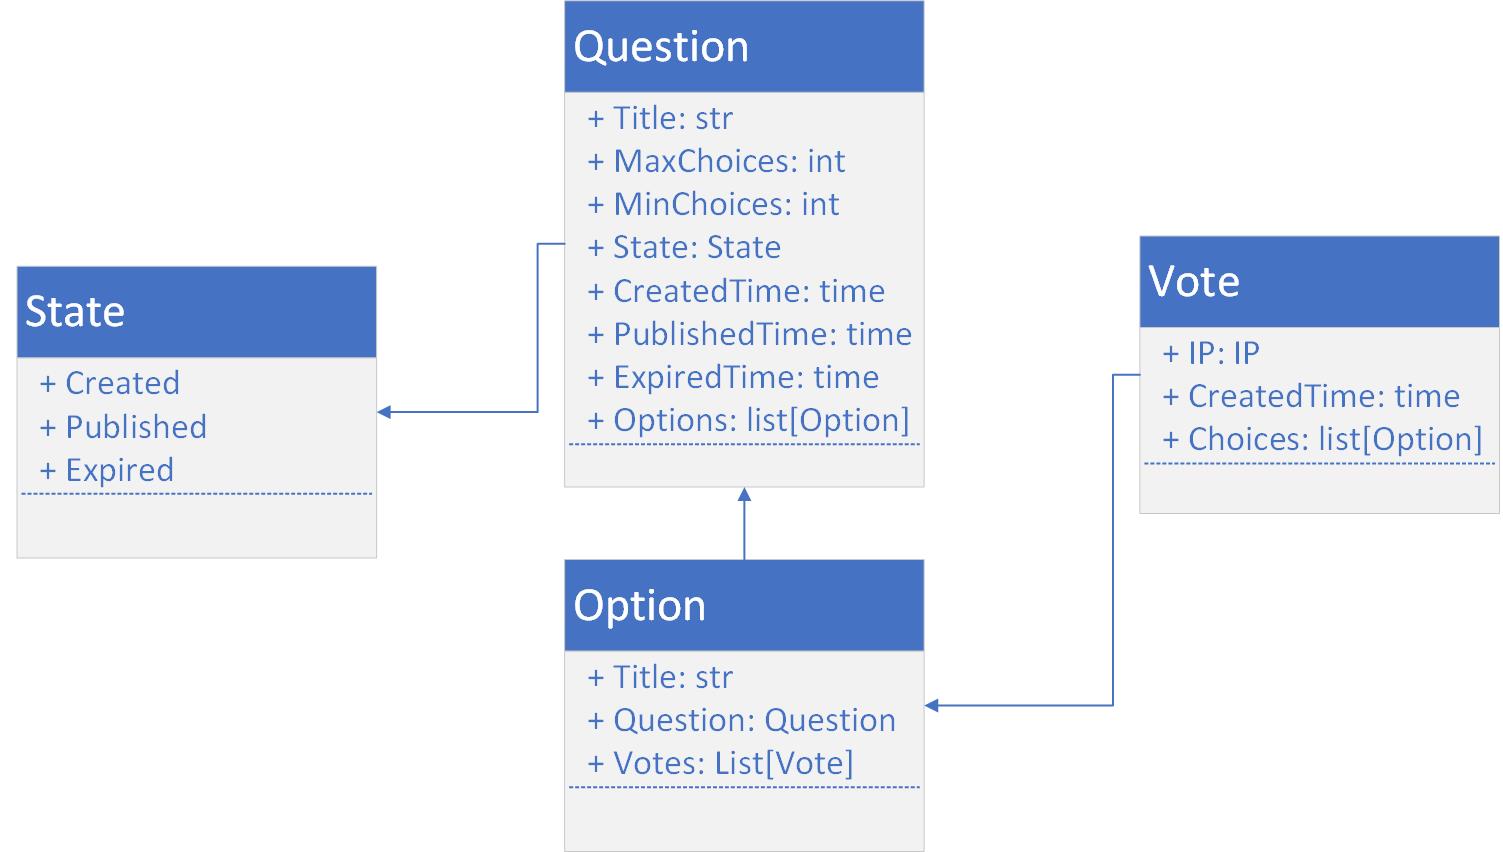 Question
+ Title: str
+ MaxChoices: int
+ MinChoices: int
+ State: State
+ CreatedTime: time
+ PublishedTime: time
+ ExpiredTime: time
+ Options: list[Option]
State
+ Created
+ Published
+ Expired
Vote
+ IP: IP
+ CreatedTime: time
+ Choices: list[Option]
Option
+ Title: str
+ Question: Question
+ Votes: List[Vote]